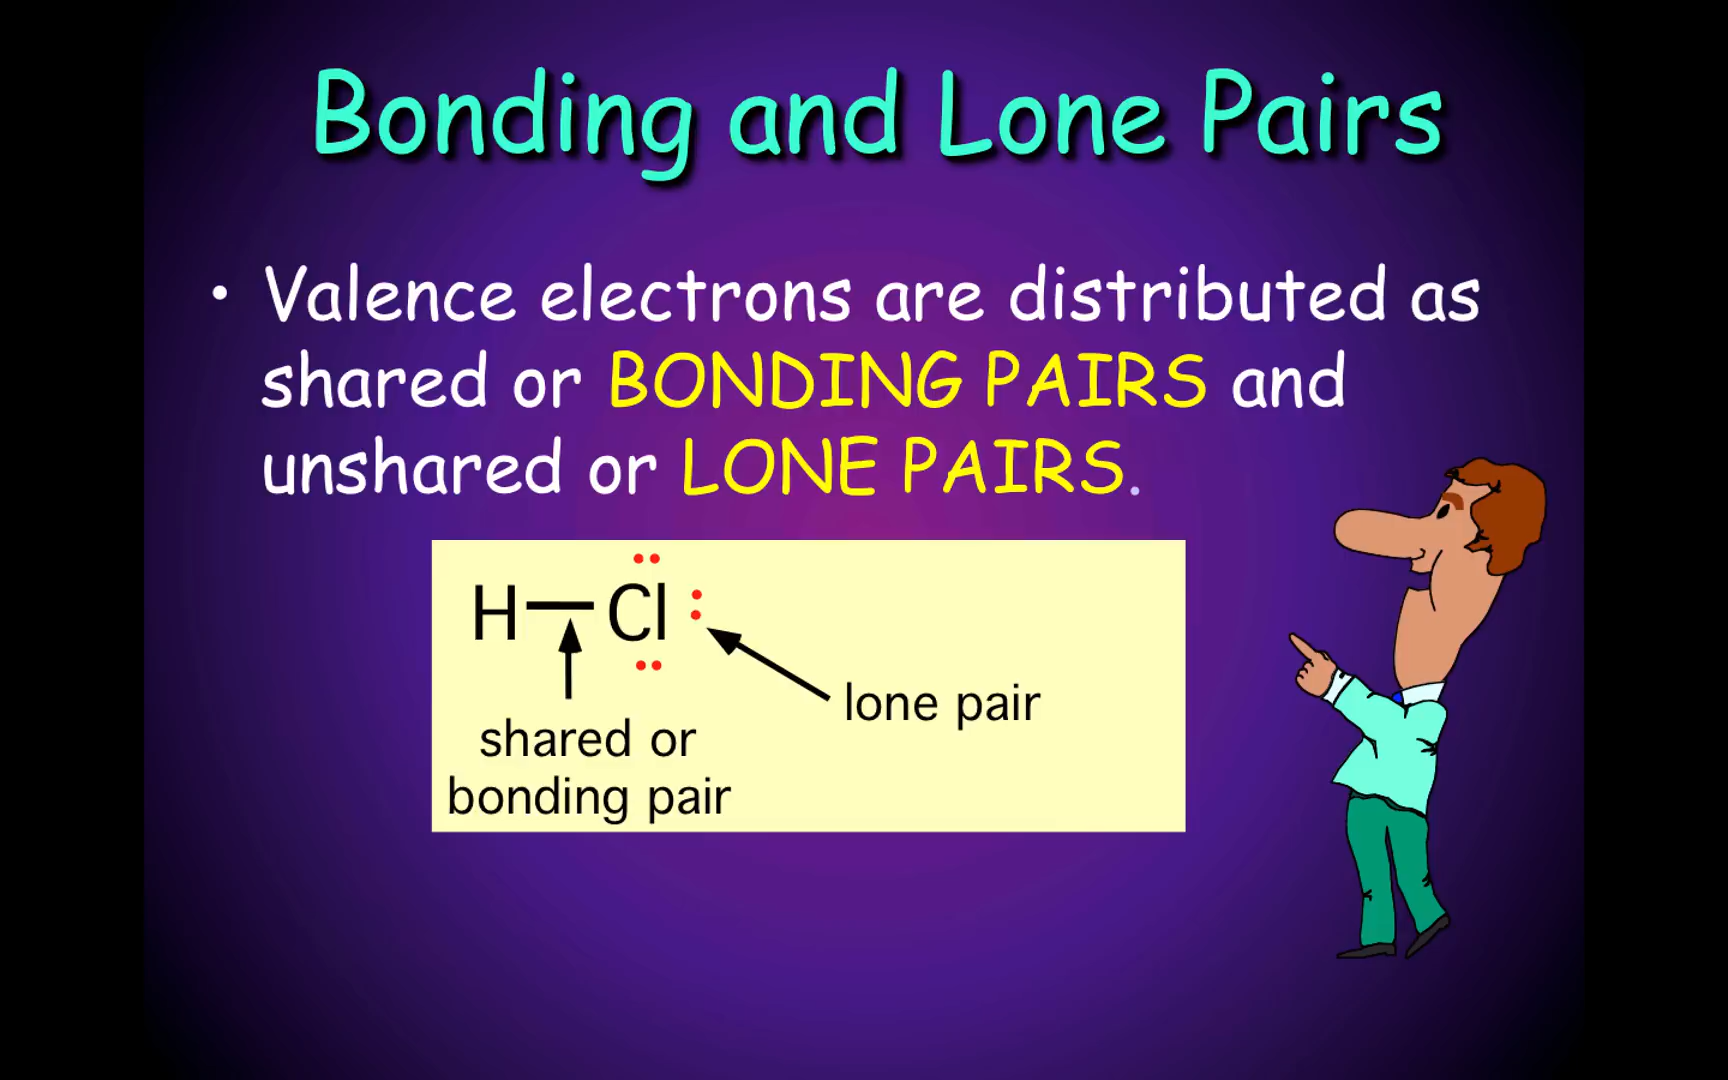 Bonding and Lone Pairs
• Valence electrons are distributed as
shared or BONDING PAIRS and
unshared or LONE PAIRS.
H—Cl
lone pair
shared or
bonding pair